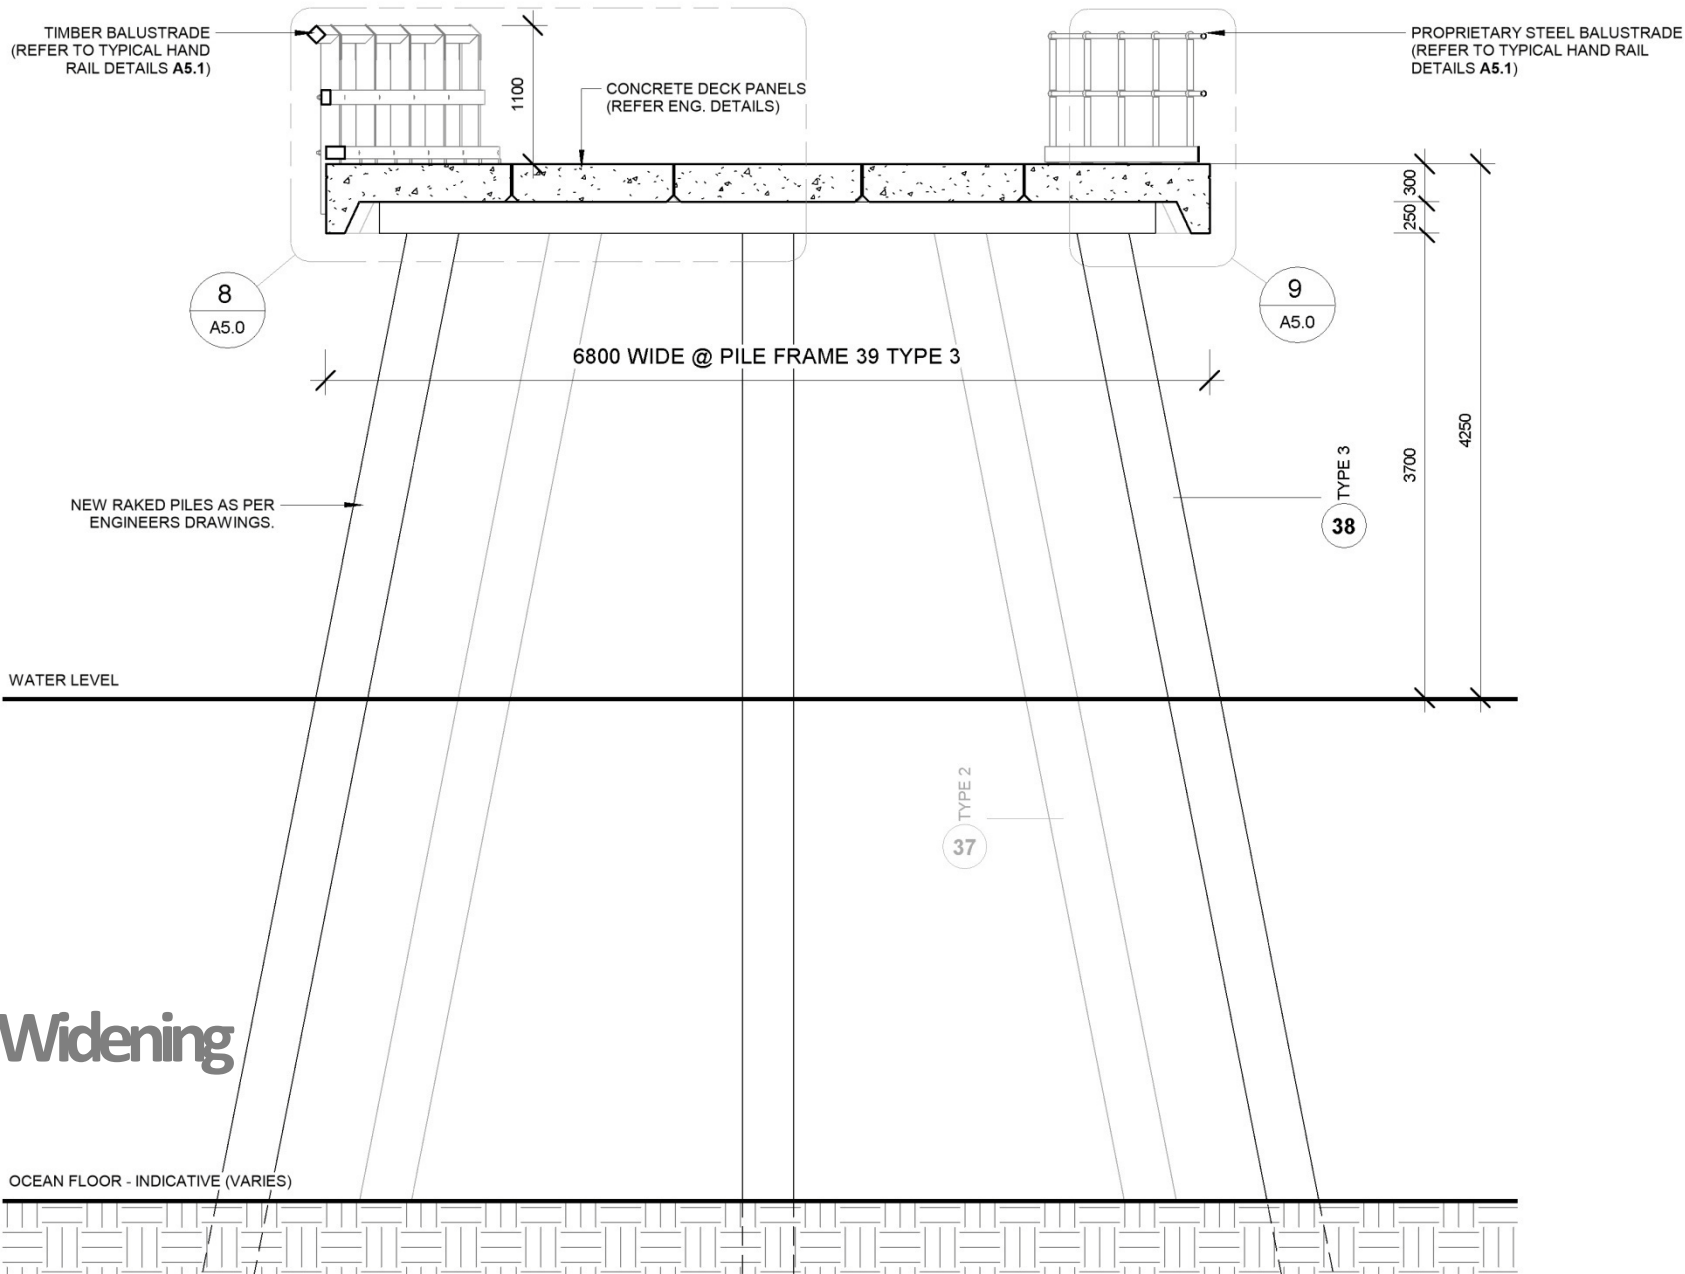 TIMBER BALUSTRADE
(REFER TO TYPICAL HAND
RAIL DETAILS A5.1)
1100
CONCRETE DECK PANELS
(REFER ENG. DETAILS)
PROPRIETARY STEEL BALUSTRADE
(REFER TO TYPICAL HAND RAIL
DETAILS A5.1)
300
250
8
A5.0
9
A5.0
6800 WIDE @ PILE FRAME 39 TYPE 3
4250
3700
TYPE 3
38
NEW RAKED PILES AS PER
ENGINEERS DRAWINGS.
WATER LEVEL
TYPE 2
37
Widening
OCEAN FLOOR - INDICATIVE (VARIES)